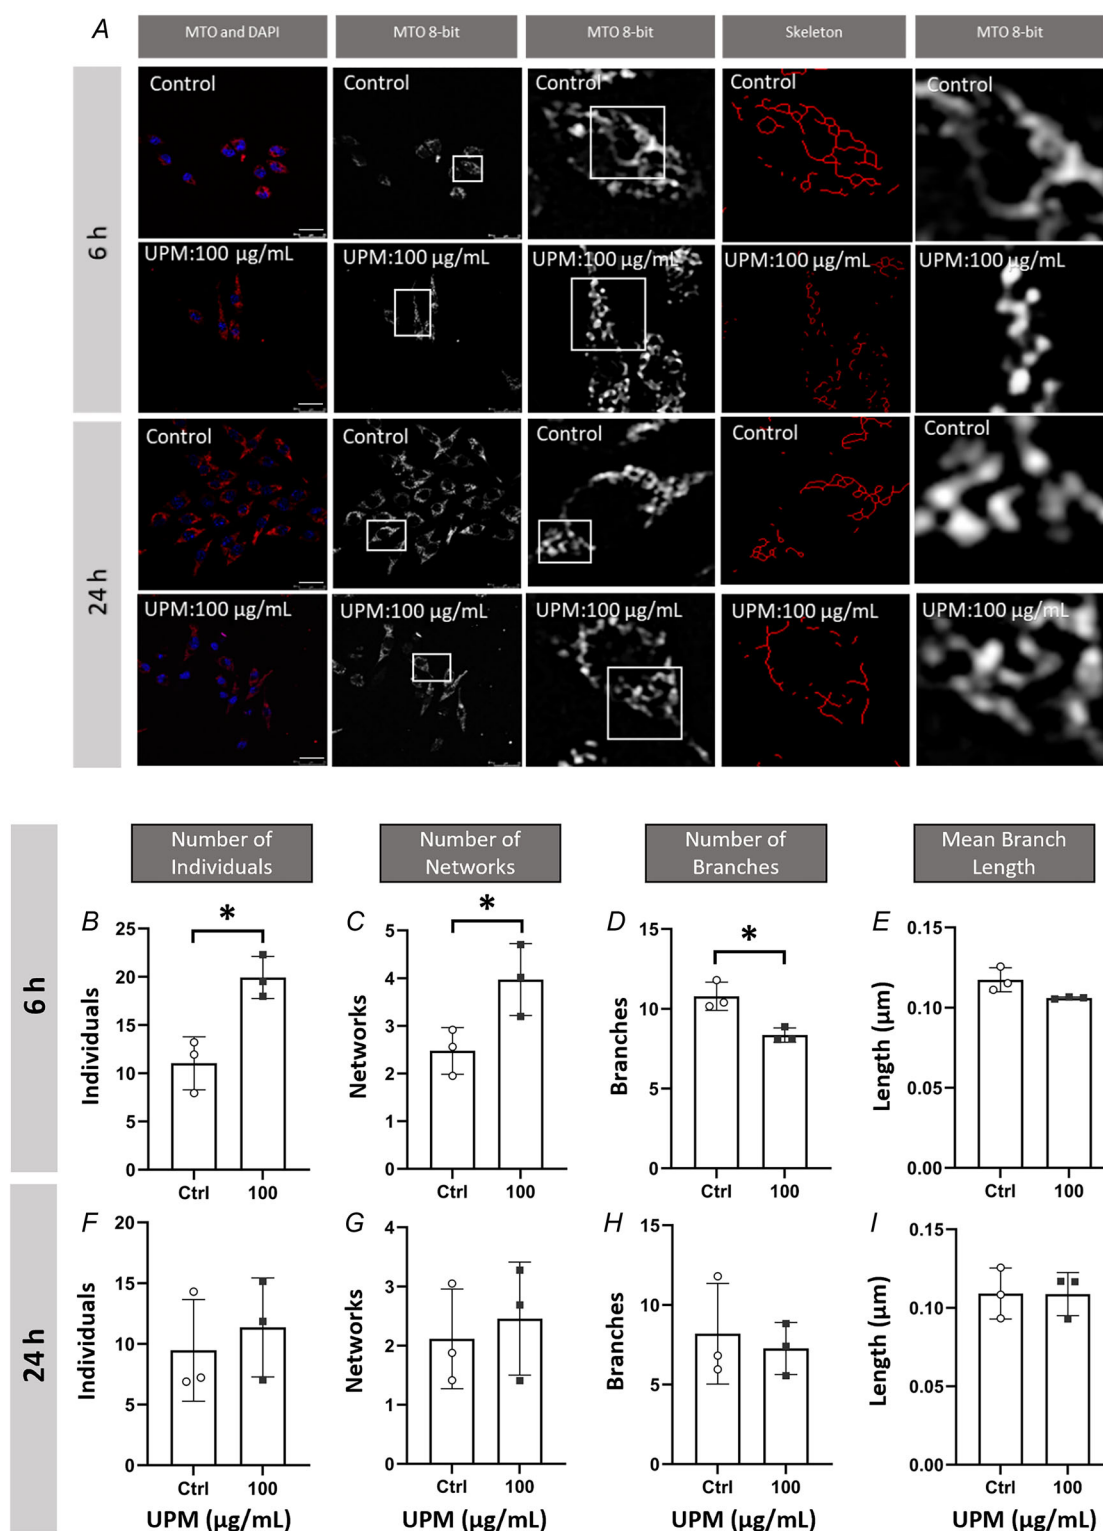 A
MTO and DAPI
MTO 8-bit
MTO 8-bit
Skeleton
MTO 8-bit
6 h
Control
Control
Control
Control
Control
UPM:100 µg/mL
UPM:100 µg/mL
UPM:100 µg/mL
UPM:100 µg/mL
UPM:100 µg/mL
24 h
Control
Control
Control
Control
Control
UPM:100 µg/mL
UPM:100 µg/mL
UPM:100 µg/mL
UPM:100 µg/mL
UPM:100 µg/mL
Number of
Individuals
Number of
Networks
Number of
Branches
Mean Branch
Length
6 h
B
*
Individuals
25
20
15
10
5
0
Ctrl
100
C
*
Networks
5
4
3
2
1
0
Ctrl
100
D
*
Branches
15
10
5
0
Ctrl
100
E
Length (µm)
0.15
0.10
0.05
0.00
Ctrl
100
24 h
F
Individuals
20
15
10
5
0
Ctrl
100
UPM (µg/mL)
G
Networks
4
3
2
1
0
Ctrl
100
UPM (µg/mL)
H
Branches
15
10
5
0
Ctrl
100
UPM (µg/mL)
I
Length (µm)
0.15
0.10
0.05
0.00
Ctrl
100
UPM (µg/mL)